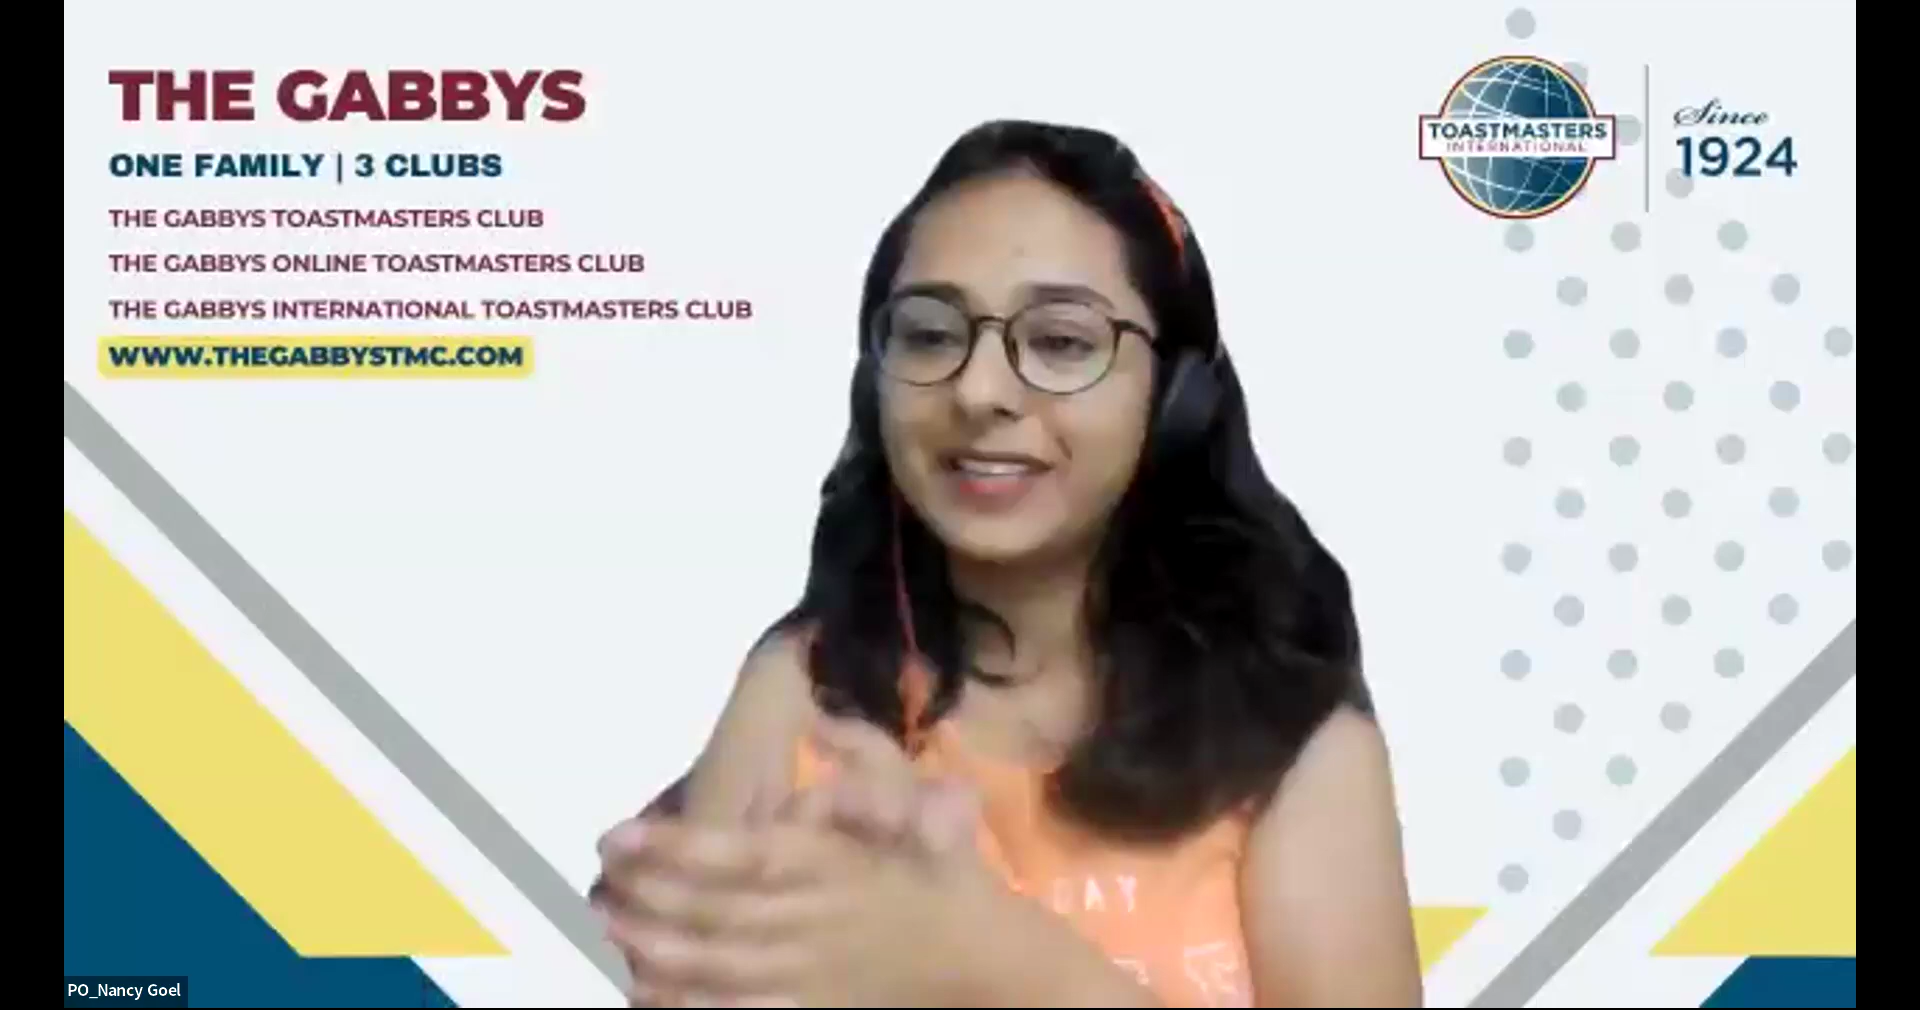 THE GABBYS
ONE FAMILY | 3 CLUBS
THE GABBYS TOASTMASTERS CLUB
THE GABBYS ONLINE TOASTMASTERS CLUB
THE GABBYS INTERNATIONAL TOASTMASTERS CLUB
WWW.THEGABBYSTMC.COM
TOASTMASTERS
INTERNATIONAL
Since
1924
DAY
PO_Nancy Goel